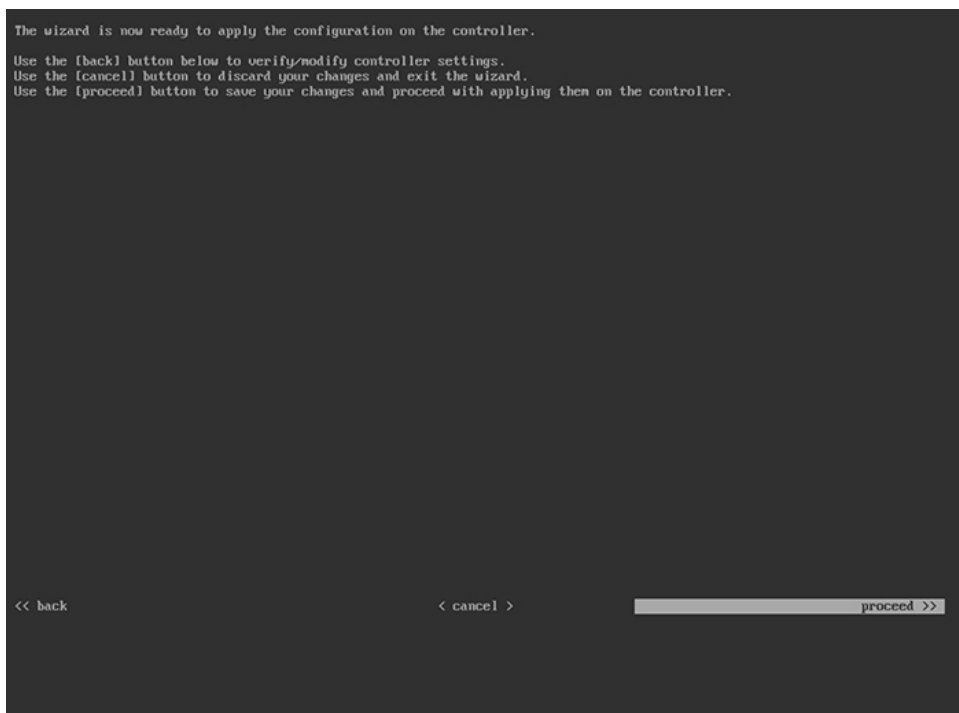 The wizard is now ready to apply the configuration on the controller.
Use the [back] button below to verify/modify controller settings.
Use the [cancel] button to discard your changes and exit the wizard.
Use the [proceed] button to save your changes and proceed with applying them on the controller.
<< back < cancel > proceed >>